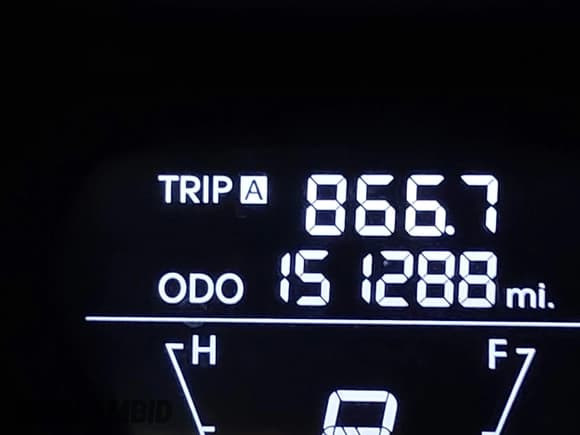 TRIP A 866.7
ODO 151288 mi.
H F